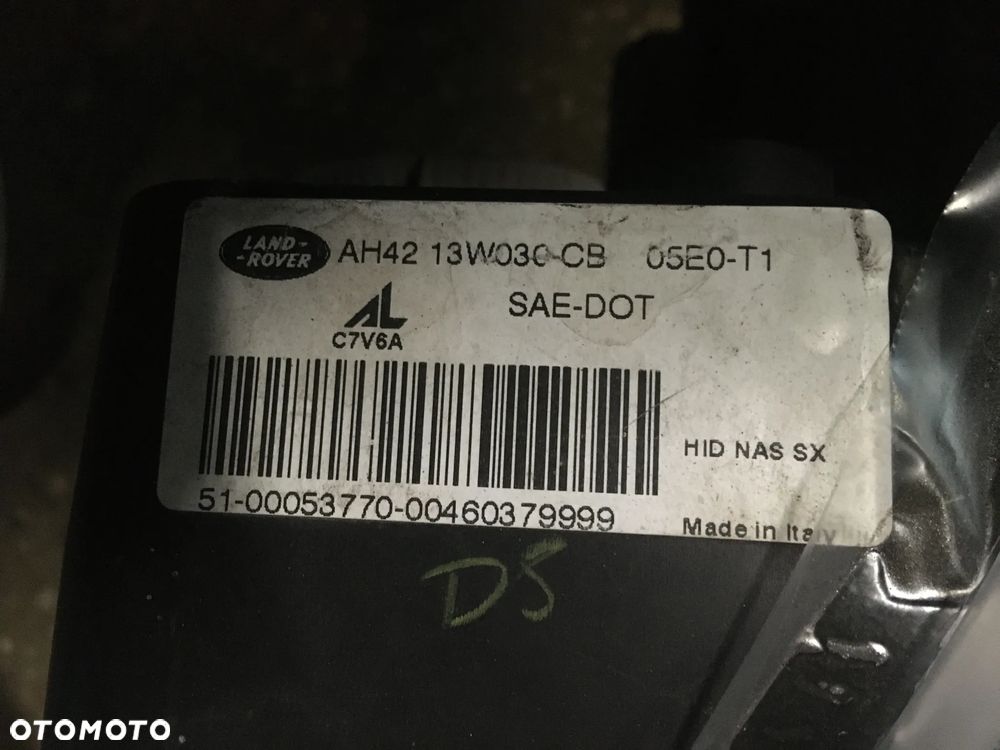 LAND-
-ROVER
AH42 13W030-CB 05E0-T1
SAE-DOT
AL
C7V6A
HID NAS SX
51-00053770-00460379999
Made in Italy
D5
OTOMOTO